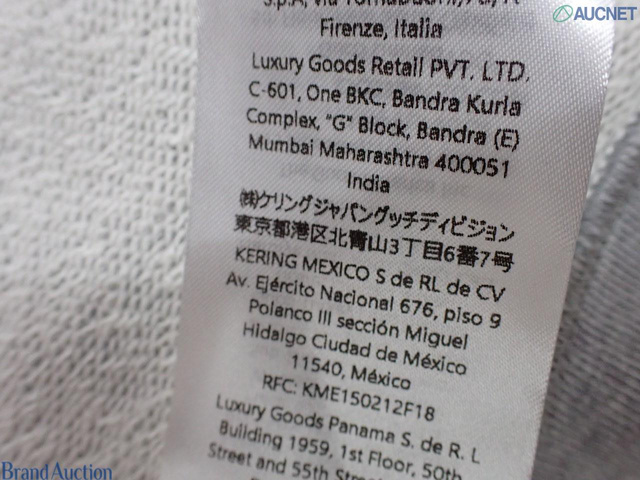 AUCNET
Firenze, Italia
Luxury Goods Retail PVT. LTD.
C-601, One BKC, Bandra Kurla
Complex, "G" Block, Bandra (E)
Mumbai Maharashtra 400051
India
㈱ケリングジャパングッチディビジョン
東京都港区北青山3丁目6番7号
KERING MEXICO S de RL de CV
Av. Ejército Nacional 676, piso 9
Polanco III sección Miguel
Hidalgo Ciudad de México
11540, México
RFC: KME150212F18
Luxury Goods Panama S. de R. L
Building 1959, 1st Floor, 50th
Street and 55th Street
Brand Auction